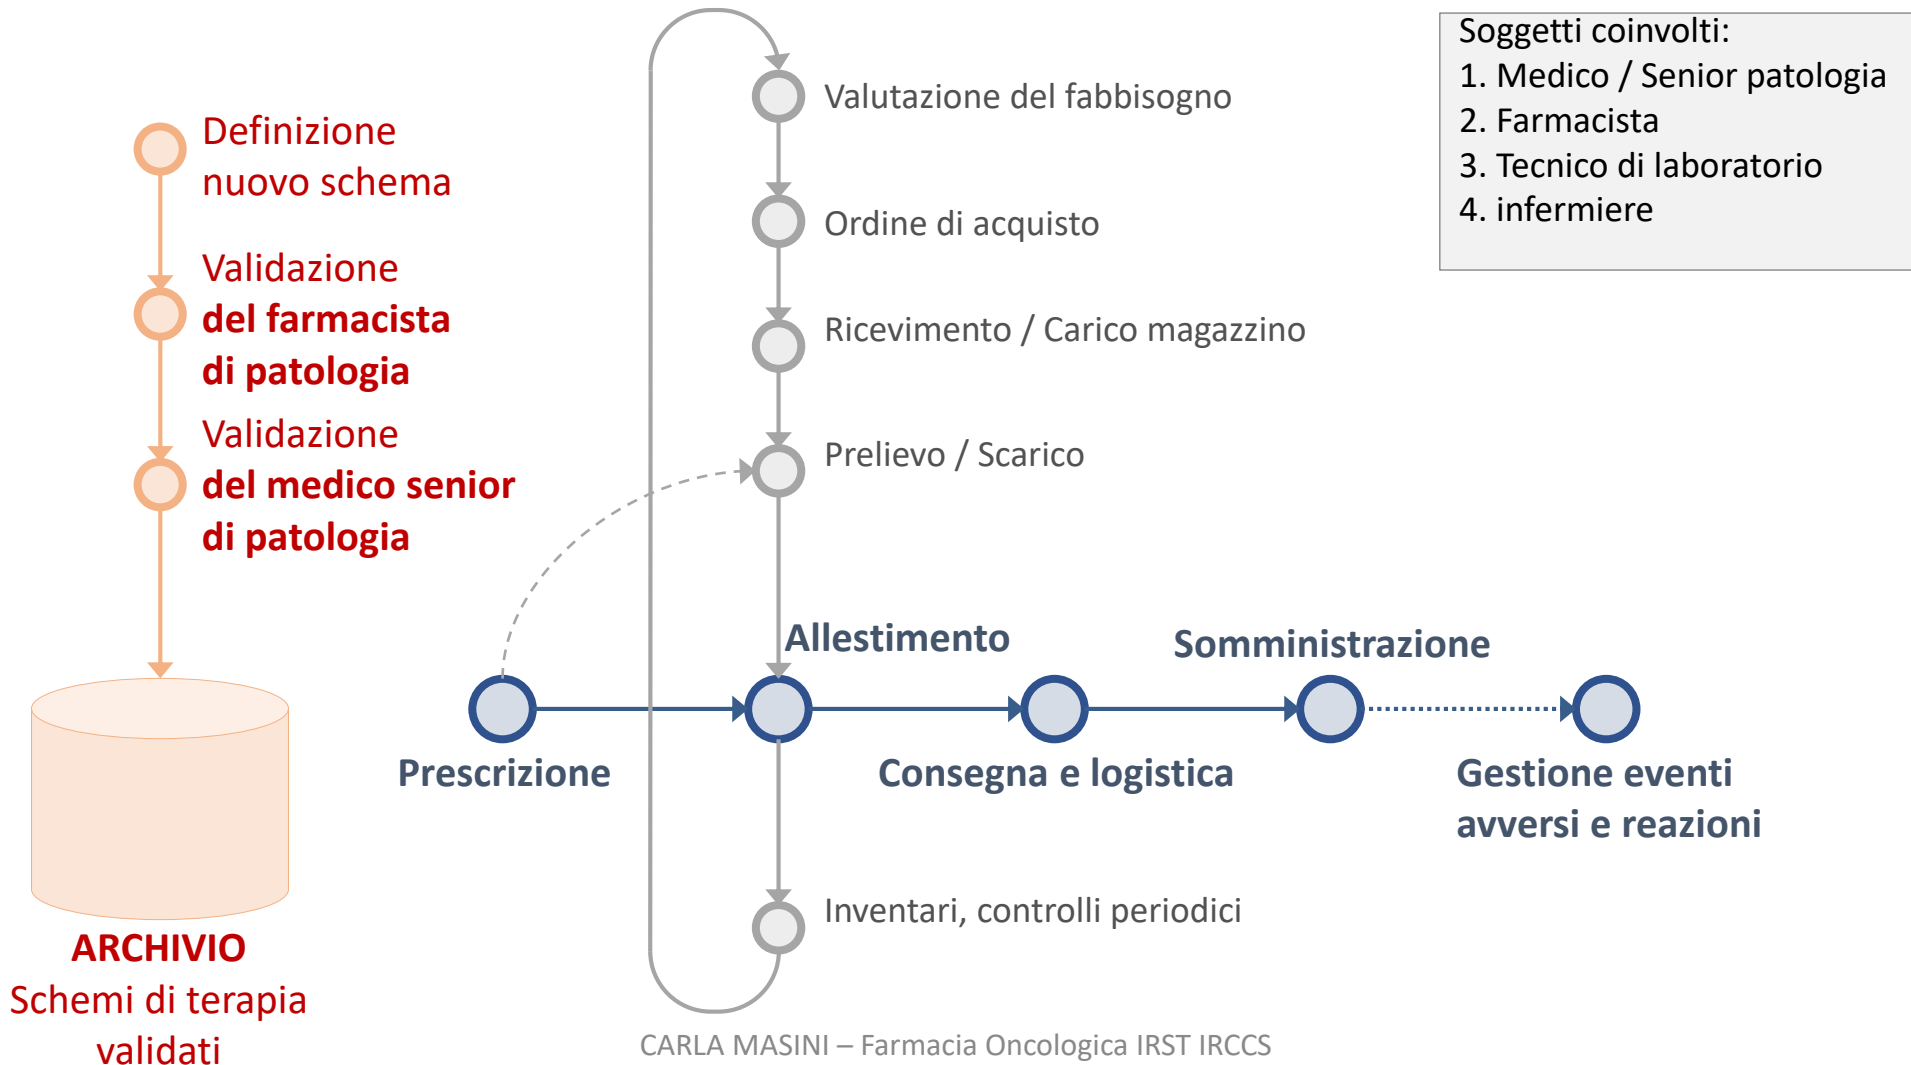 Soggetti coinvolti:
1. Medico / Senior patologia
2. Farmacista
3. Tecnico di laboratorio
4. infermiere
Definizione
nuovo schema
Validazione
del farmacista
di patologia
Validazione
del medico senior
di patologia
ARCHIVIO
Schemi di terapia
validati
Valutazione del fabbisogno
Ordine di acquisto
Ricevimento / Carico magazzino
Prelievo / Scarico
Allestimento
Somministrazione
Prescrizione
Consegna e logistica
Gestione eventi
avversi e reazioni
Inventari, controlli periodici
CARLA MASINI – Farmacia Oncologica IRST IRCCS